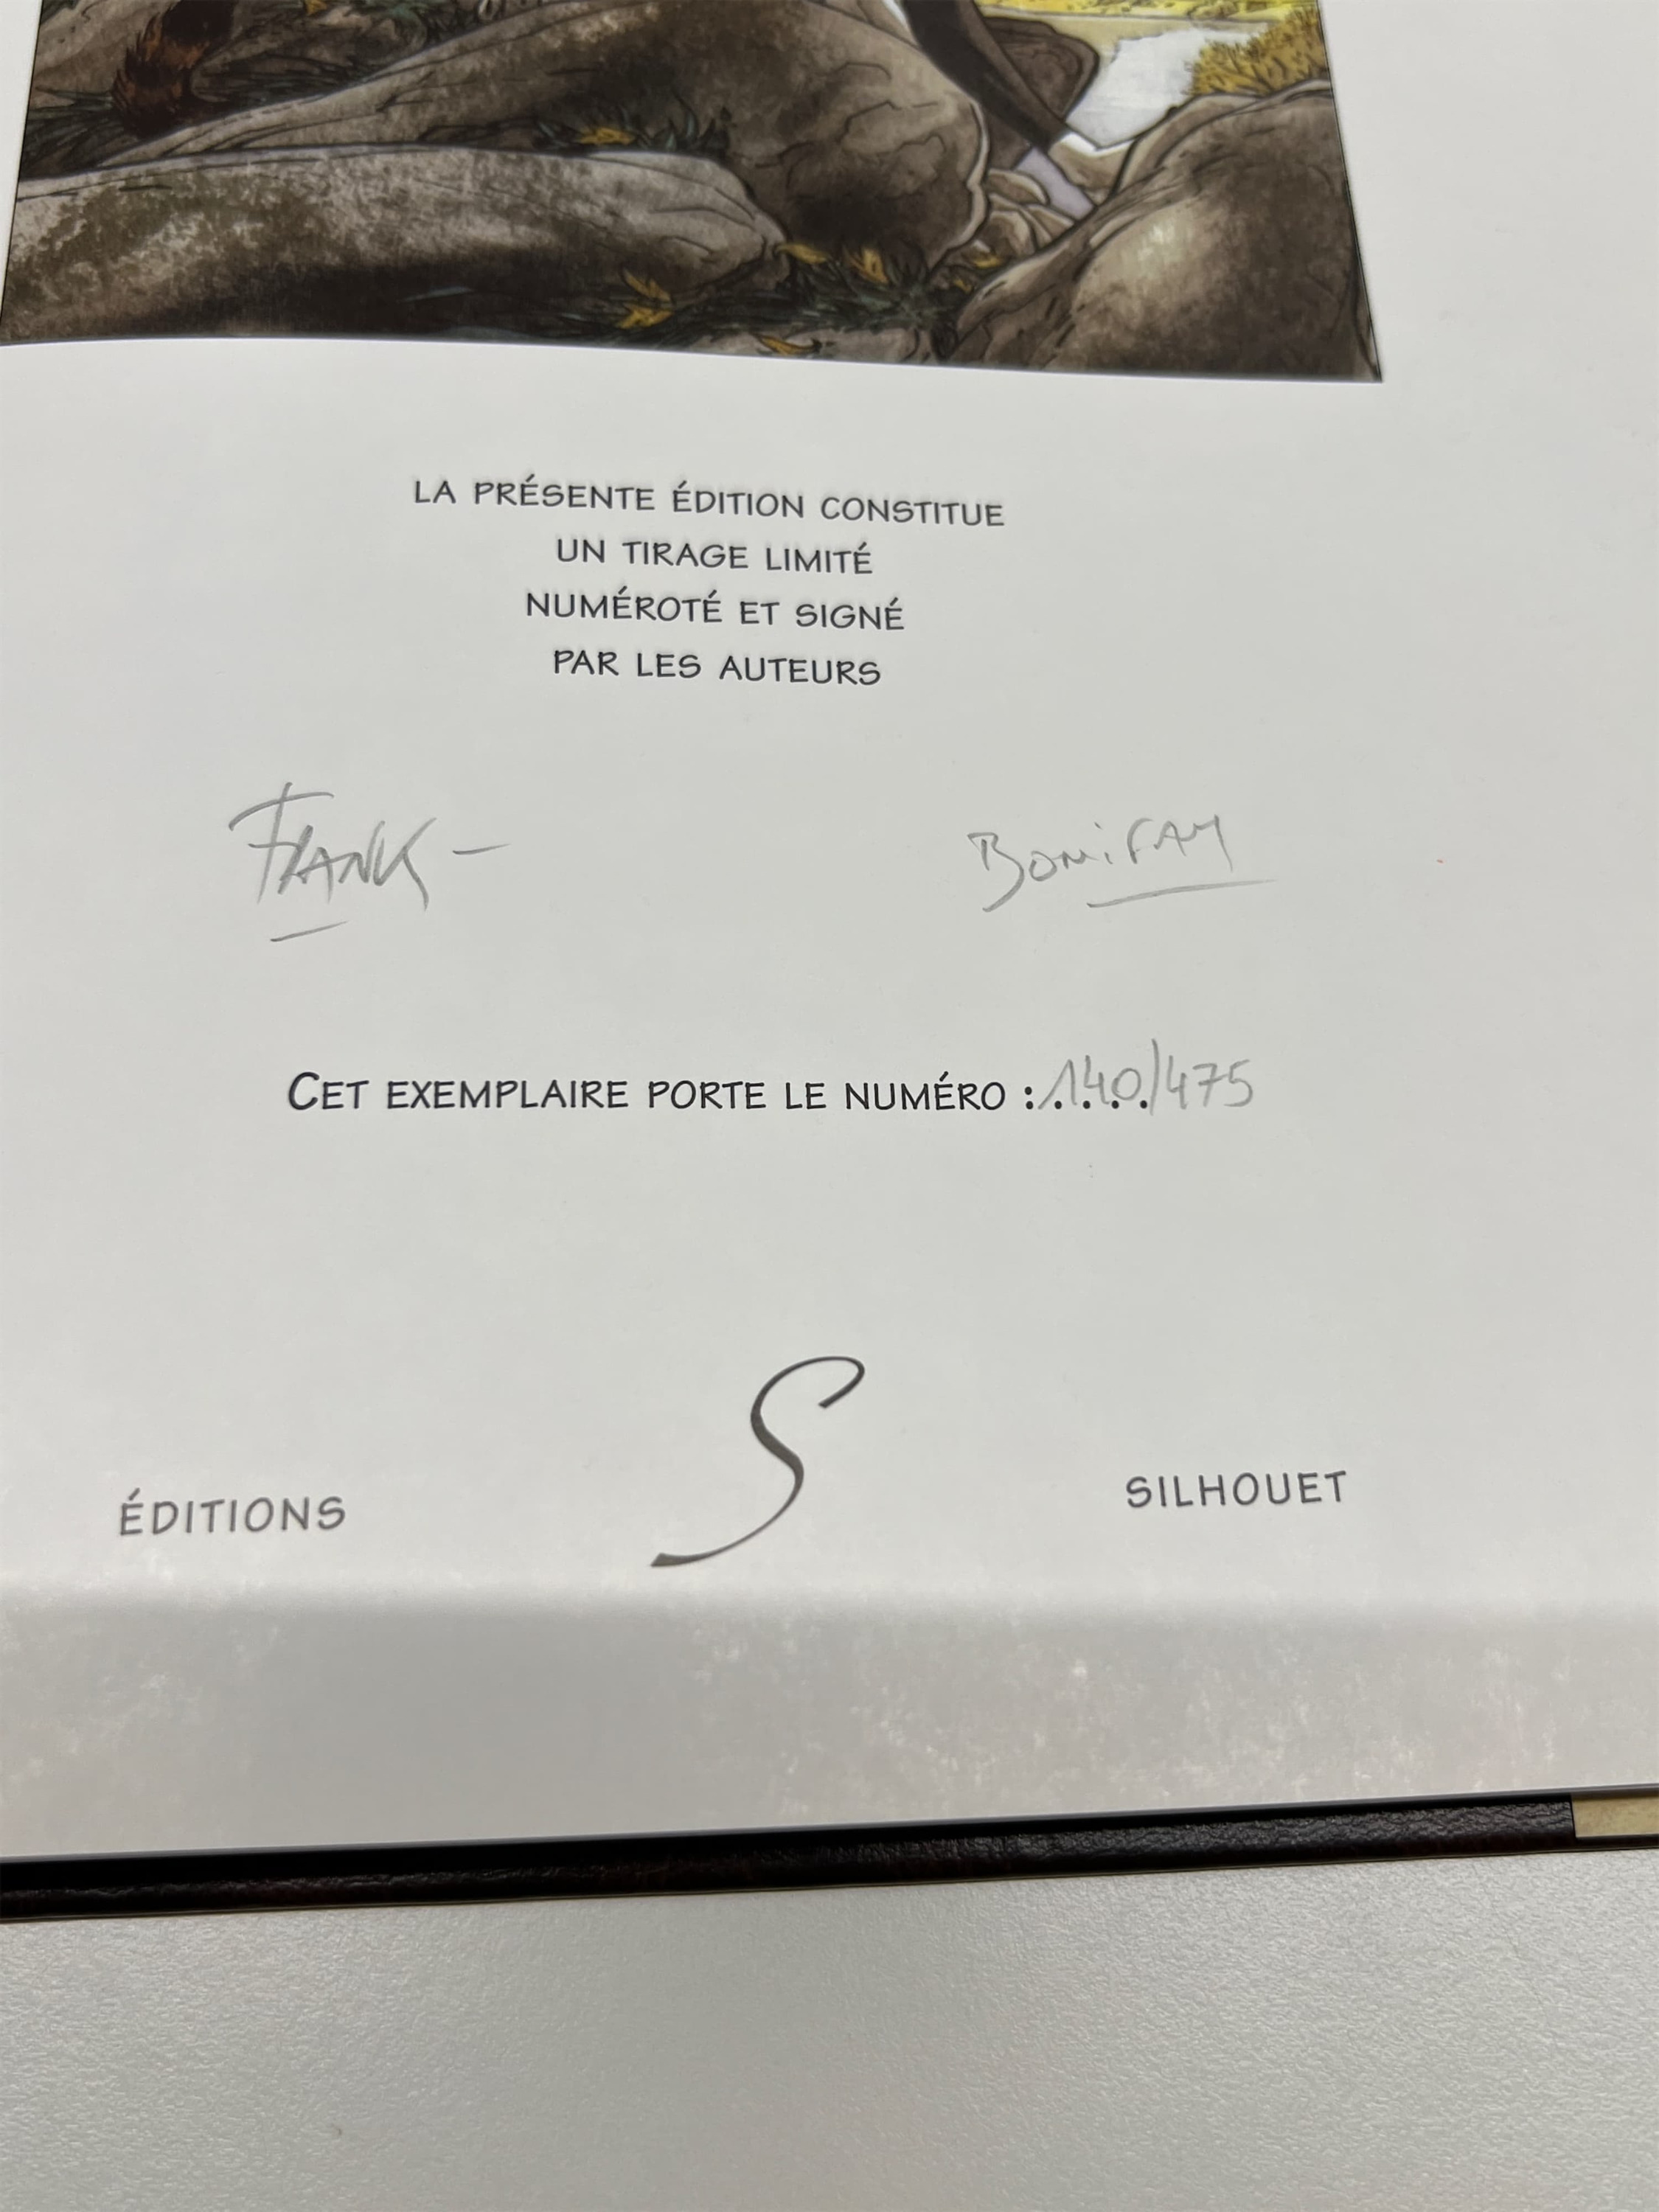 LA PRÉSENTE ÉDITION CONSTITUE
UN TIRAGE LIMITÉ
NUMÉROTÉ ET SIGNÉ
PAR LES AUTEURS
FRANK- BONIFAY
CET EXEMPLAIRE PORTE LE NUMÉRO :.140/475
S
ÉDITIONS SILHOUET